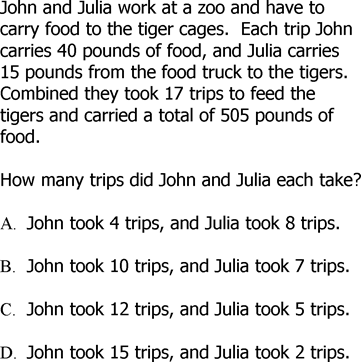 John and Julia work at a zoo and have to
carry food to the tiger cages. Each trip John
carries 40 pounds of food, and Julia carries
15 pounds from the food truck to the tigers.
Combined they took 17 trips to feed the
tigers and carried a total of 505 pounds of
food.
How many trips did John and Julia each take?
A. John took 4 trips, and Julia took 8 trips.
B. John took 10 trips, and Julia took 7 trips.
C. John took 12 trips, and Julia took 5 trips.
D. John took 15 trips, and Julia took 2 trips.